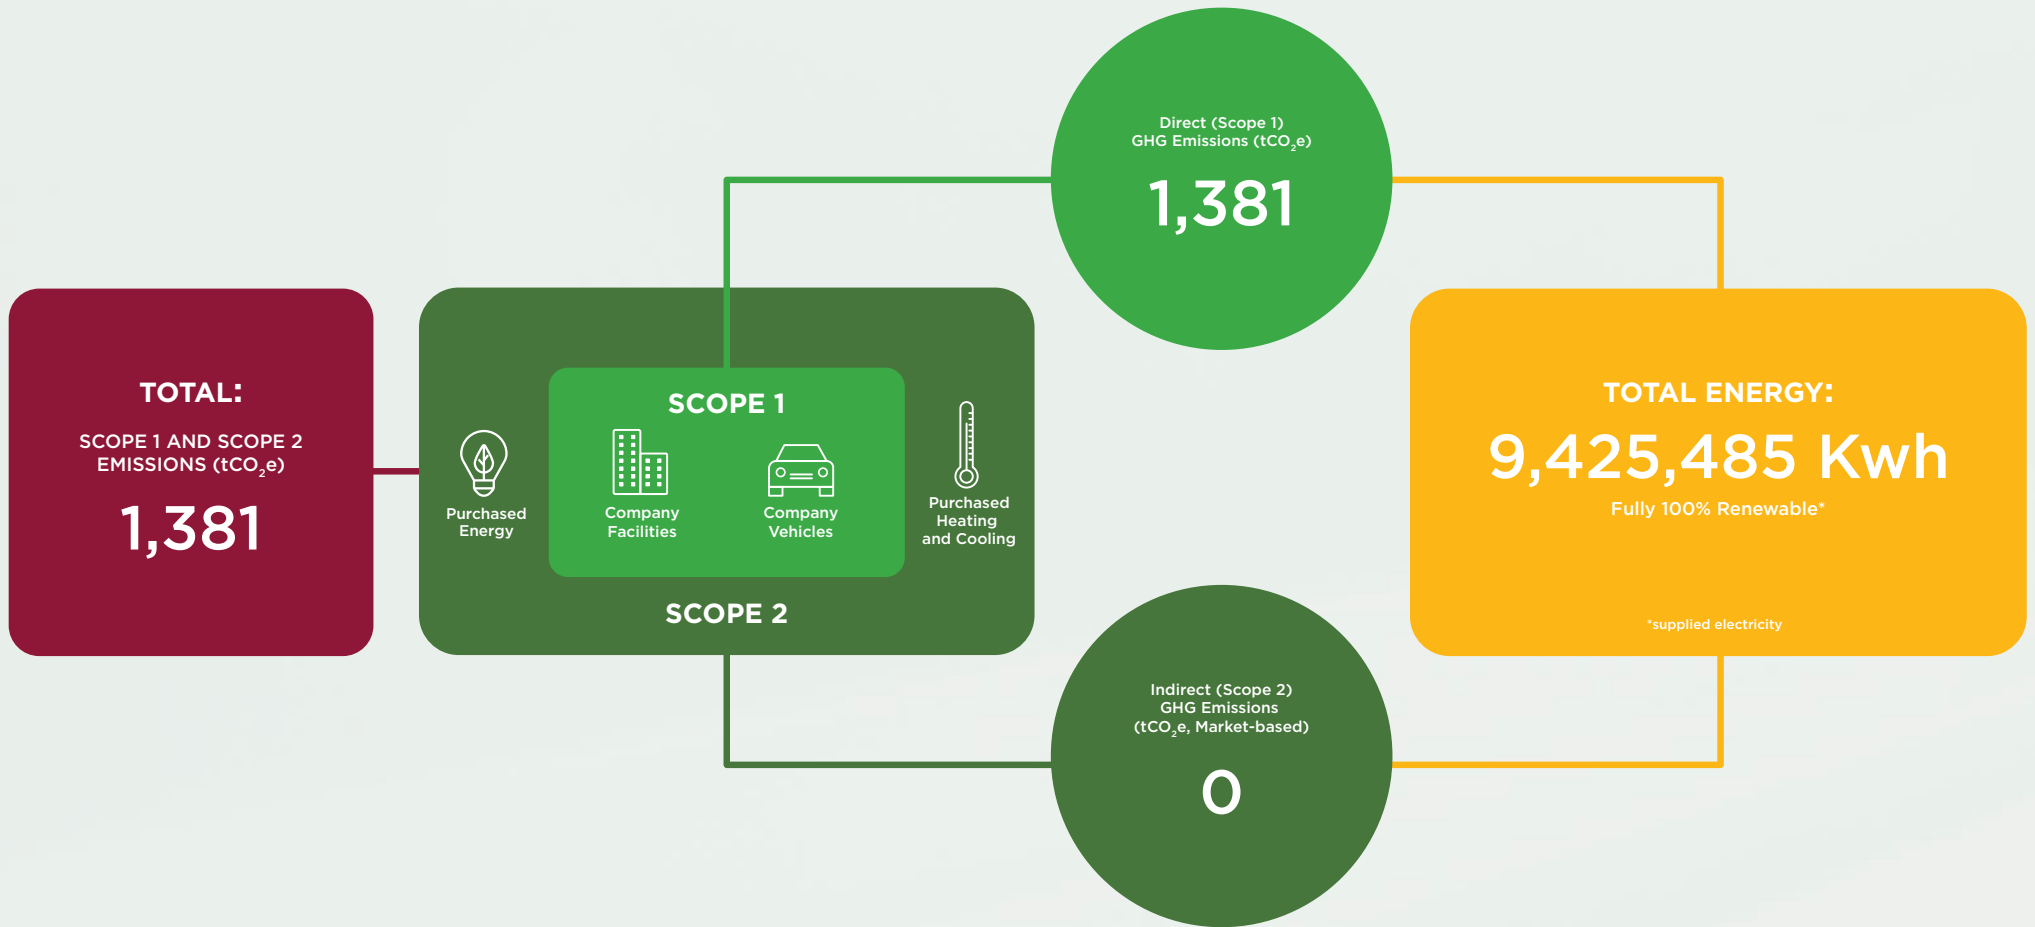 TOTAL:
SCOPE 1 AND SCOPE 2
EMISSIONS (tCO₂e)
1,381
SCOPE 1
Purchased
Energy
Company
Facilities
Company
Vehicles
Purchased
Heating
and Cooling
SCOPE 2
Direct (Scope 1)
GHG Emissions (tCO₂e)
1,381
Indirect (Scope 2)
GHG Emissions
(tCO₂e, Market-based)
0
TOTAL ENERGY:
9,425,485 Kwh
Fully 100% Renewable*
*supplied electricity